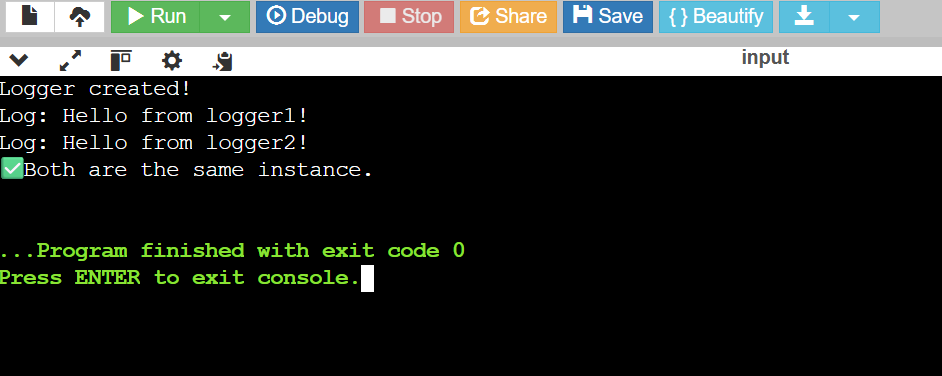 Run Debug Stop Share Save { } Beautify
input
Logger created!
Log: Hello from logger1!
Log: Hello from logger2!
✅Both are the same instance.
...Program finished with exit code 0
Press ENTER to exit console.